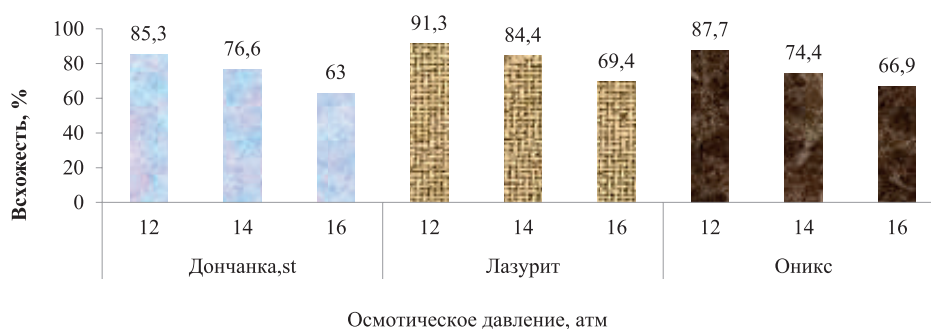 Всхожесть, %
100
80
60
40
20
0
85,3 76,6 63 91,3 84,4 69,4 87,7 74,4 66,9
12 14 16 12 14 16 12 14 16
Дончанка,st Лазурит Оникс
Осмотическое давление, атм